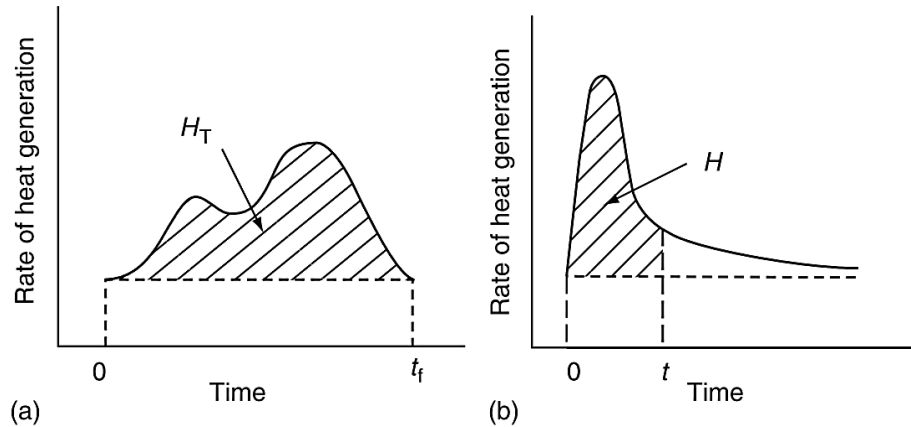 Rate of heat generation
H_T
0
t_f
Time
(a)
Rate of heat generation
H
0
t
Time
(b)